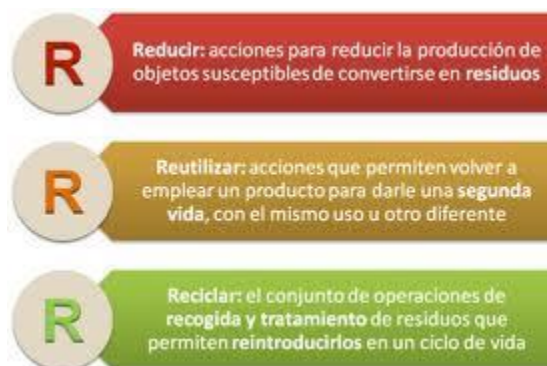 R
Reducir: acciones para reducir la producción de
objetos susceptibles de convertirse en residuos
R
Reutilizar: acciones que permiten volver a
emplear un producto para darle una segunda
vida, con el mismo uso u otro diferente
R
Reciclar: el conjunto de operaciones de
recogida y tratamiento de residuos que
permiten reintroducirlos en un ciclo de vida